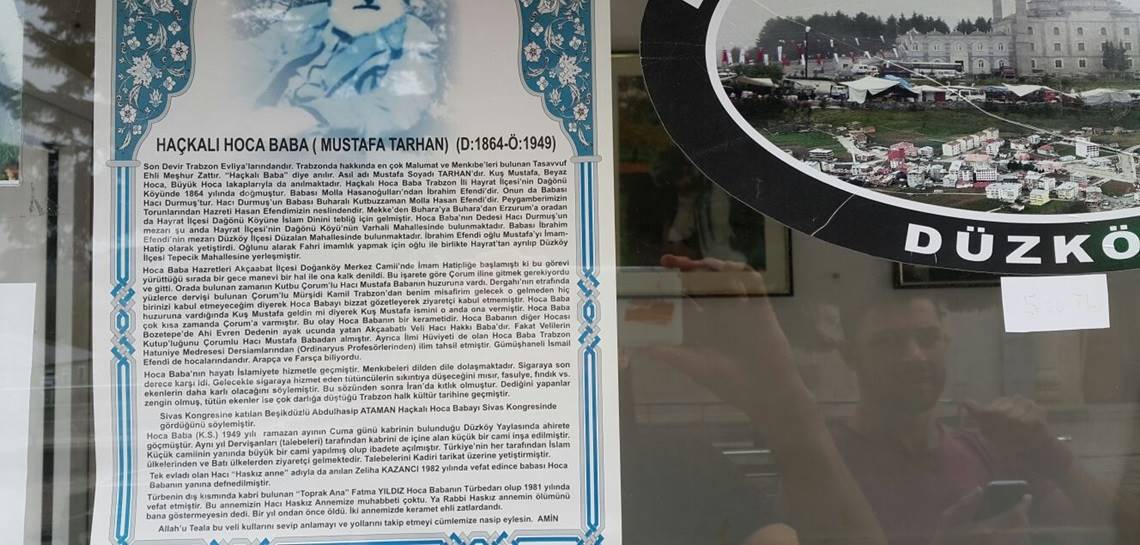 HAÇKALI HOCA BABA ( MUSTAFA TARHAN) (D:1864-Ö:1949)
Son Devir Trabzon Evliya'larındandır. Trabzonda hakkında en çok Malumat ve Menkıbe'leri bulunan Tasavvuf
Ehli Meşhur Zattır. "Haçkalı Baba" diye anılır. Asıl adı Mustafa Soyadı TARHAN'dır. Kuş Mustafa, Beyaz
Hoca, Büyük Hoca lakaplarıyla da anılmaktadır. Haçkalı Hoca Baba Trabzon İli Hayrat İlçesi'nin Dağönü
Köyünde 1864 yılında doğmuştur. Babası Molla Hasanoğulları'ndan İbrahim Efendi'dir. Onun da Babası
Hacı Durmuş'tur. Hacı Durmuş'un Babası Buharalı Kutbuzzaman Molla Hasan Efendi'dir. Peygamberimizin
Torunlarından Hazreti Hasan Efendimizin neslindendir. Mekke'den Buhara'ya Buhara'dan Erzurum'a oradan
da Hayrat İlçesi Dağönü Köyüne İslam Dinini tebliğ için gelmiştir. Hoca Baba'nın Dedesi Hacı Durmuş'un
mezarı şu anda Hayrat İlçesi'nin Dağönü Köyü'nün Varhali Mahallesinde bulunmaktadır. Babası İbrahim
Efendi'nin mezarı Düzköy İlçesi Düzalan Mahallesinde bulunmaktadır. İbrahim Efendi oğlu Mustafa'yı İmam-
Hatip olarak yetiştirdi. Oğlunu alarak Fahri imamlık yapmak için oğlu ile birlikte Hayrat'tan ayrılıp Düzköy
İlçesi Tepecik Mahallesine yerleşmiştir.
Hoca Baba Hazretleri Akçaabat İlçesi Doğanköy Merkez Camii'nde İmam Hatipliğe başlamıştı ki bu görevi
yürüttüğü sırada bir gece manevi bir hal ile ona kalk denildi. Bu işarete göre Çorum iline gitmek gerekiyordu
ve gitti. Orada bulunan zamanın Kutbu Çorum'lu Hacı Mustafa Babanın huzuruna vardı. Dergahı'nın etrafında
yüzlerce dervişi bulunan Çorum'lu Mürşidi Kamil Trabzon'dan benim misafirim gelecek o gelmeden hiç
birinizi kabul etmeyeceğim diyerek Hoca Babayı bizzat gözetleyerek ziyaretçi kabul etmemiştir. Hoca Baba
huzuruna vardığında Kuş Mustafa geldin mi diyerek Kuş Mustafa ismini o anda ona vermiştir. Hoca Baba
çok kısa zamanda Çorum'a varmıştır. Bu olay Hoca Babanın bir kerametidir. Hoca Babanın diğer Hocası
Bozetepe'de Ahi Evren Dedenin ayak ucunda yatan Akçaabatlı Veli Hacı Hakkı Baba'dır. Fakat Velilerin
Kutup'luğunu Çorumlu Hacı Mustafa Babadan almıştır. Ayrıca İlmi Hüviyeti de olan Hoca Baba Trabzon
Hatuniye Medresesi Dersiamlarından (Ordinaryus Profesörlerinden) ilim tahsil etmiştir. Gümüşhaneli İsmail
Efendi de hocalarındandır. Arapça ve Farsça biliyordu.
Hoca Baba'nın hayatı İslamiyete hizmetle geçmiştir. Menkıbeleri dilden dile dolaşmaktadır. Sigaraya son
derece karşı idi. Gelecekte sigaraya hizmet eden tütüncülerin sıkıntıya düşeceğini mısır, fasulye, fındık vs.
ekenlerin daha karlı olacağını söylemiştir. Bu sözünden sonra İran'da kıtlık olmuştur. Dediğini yapanlar
zengin olmuş, tütün ekenler ise çok darlığa düştüğü Trabzon halk kültür tarihine geçmiştir.
Sivas Kongresine katılan Beşikdüzlü Abdulhasip ATAMAN Haçkalı Hoca Babayı Sivas Kongresinde
gördüğünü söylemiştir.
Hoca Baba (K.S.) 1949 yılı ramazan ayının Cuma günü kabrinin bulunduğu Düzköy Yaylasında ahirete
göçmüştür. Aynı yıl Dervişanları (talebeleri) tarafından kabrini de içine alan küçük bir cami inşa edilmiştir.
Küçük camiinin yanında büyük bir cami yapılmış olup ibadete açılmıştır. Türkiye'nin her tarafından İslam
ülkelerinden ve Batı ülkelerden ziyaretçi gelmektedir. Talebelerini Kadiri tarikat üzerine yetiştirmiştir.
Tek evladı olan Hacı "Haskız anne" adıyla da anılan Zeliha KAZANCI 1982 yılında vefat edince babası Hoca
Babanın yanına defnedilmiştir.
Türbenin dış kısmında kabri bulunan "Toprak Ana" Fatma YILDIZ Hoca Babanın Türbedarı olup 1981 yılında
vefat etmiştir. Bu annemizin Hacı Haskız Annemize muhabbeti çoktu. Ya Rabbi Haskız annemin ölümünü
bana göstermeyesin dedi. Bir yıl ondan önce öldü. İki annemizde keramet ehli zatlardandı.
Allah'u Teala bu veli kullarını sevip anlamayı ve yollarını takip etmeyi cümlemize nasip eylesin. AMİN
DÜZKÖ